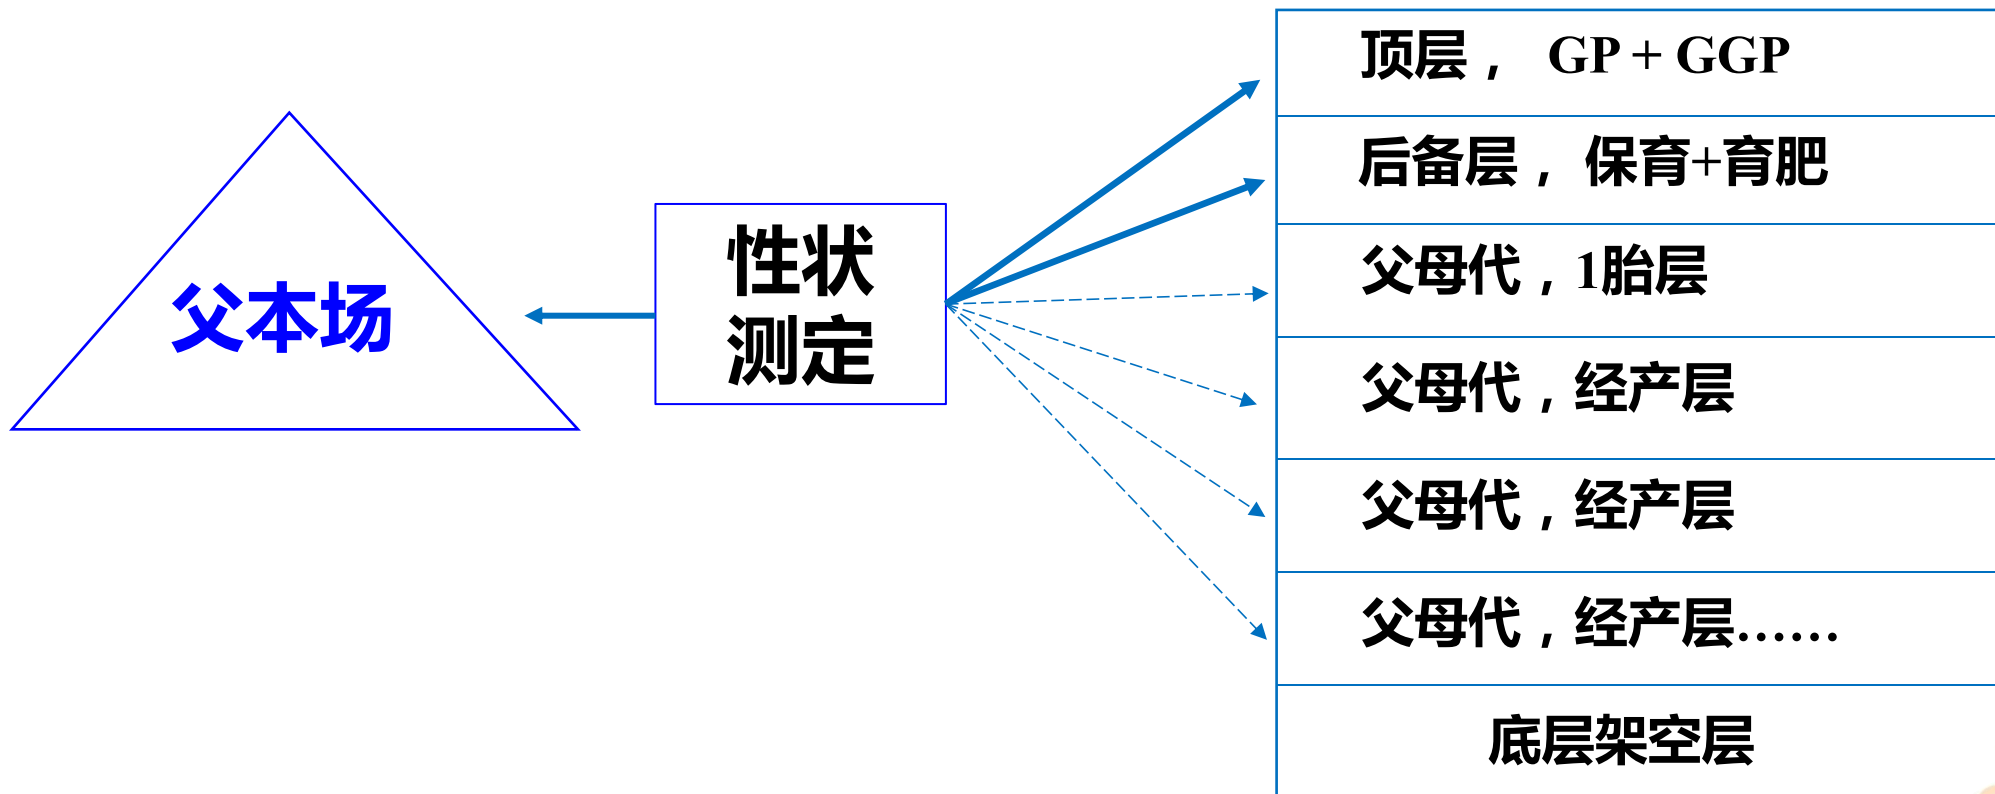 父本场
性状
测定
顶层， GP + GGP
后备层， 保育+育肥
父母代，1胎层
父母代，经产层
父母代，经产层
父母代，经产层……
底层架空层